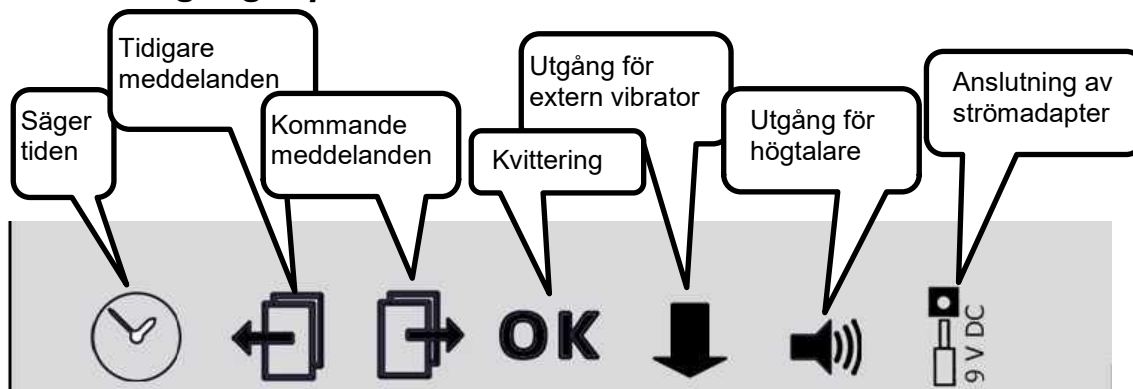 Tidigare
meddelanden
Säger
tiden
Kommande
meddelanden
Kvittering
Utgång för
extern vibrator
Utgång för
högtalare
Anslutning av
strömadapter
OK
9 V DC